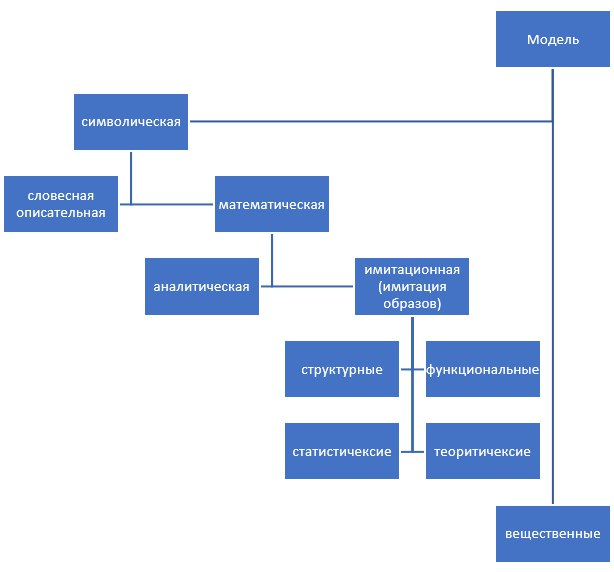 Модель
символическая
словесная
описательная
математическая
аналитическая
имитационная
(имитация
образов)
структурные
функциональные
статистичексие
теоритичексие
вещественные